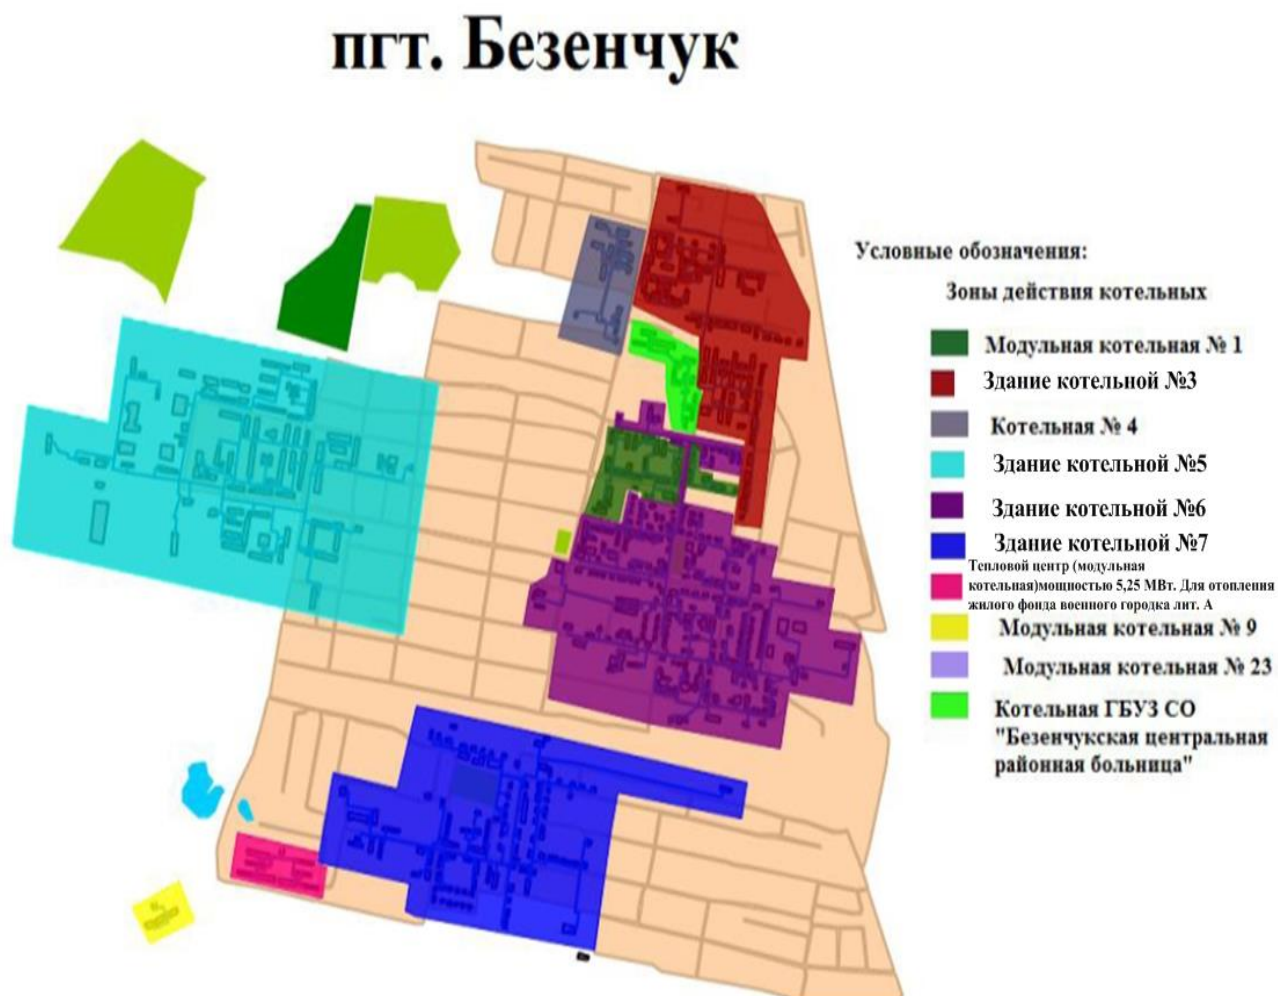 пгт. Безенчук
Условные обозначения:
Зоны действия котельных
Модульная котельная № 1
Здание котельной №3
Котельная № 4
Здание котельной №5
Здание котельной №6
Здание котельной №7
Тепловой центр (модульная
котельная)мощностью 5,25 МВт. Для отопления
жилого фонда военного городка лит. А
Модульная котельная № 9
Модульная котельная № 23
Котельная ГБУЗ СО
"Безенчукская центральная
районная больница"